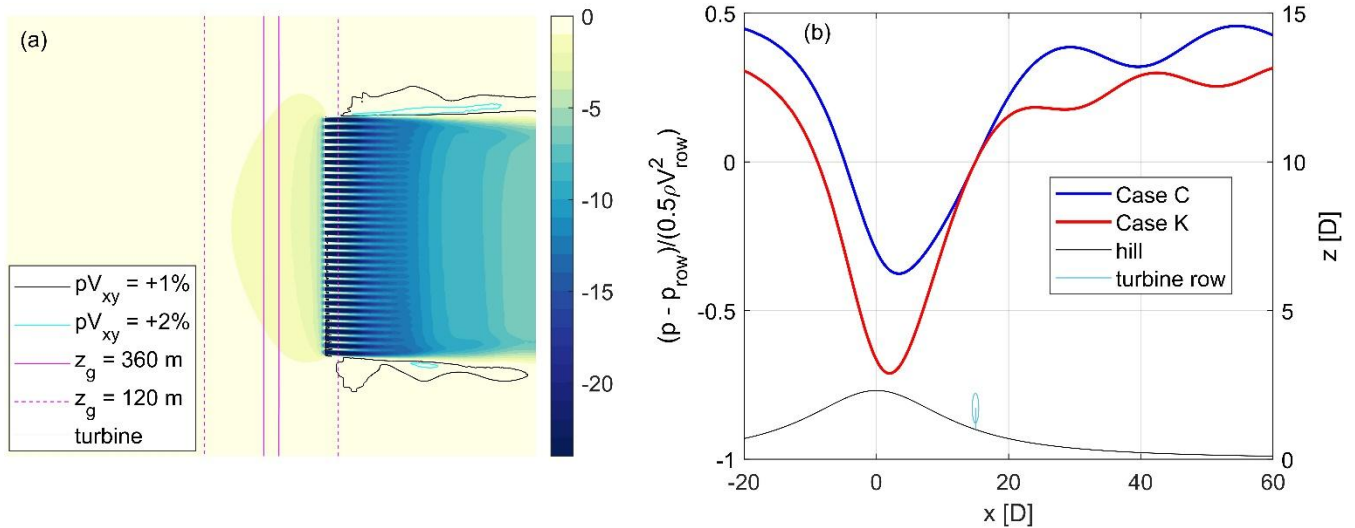 (a)
pV_xy = +1%
pV_xy = +2%
z_g = 360 m
z_g = 120 m
turbine
0
-5
-10
-15
-20
(b)
(p - p_row)/(0.5ρV²_row)
0.5
0
-0.5
-1
Case C
Case K
hill
turbine row
15
10
5
0
z [D]
-20
0
20
40
60
x [D]